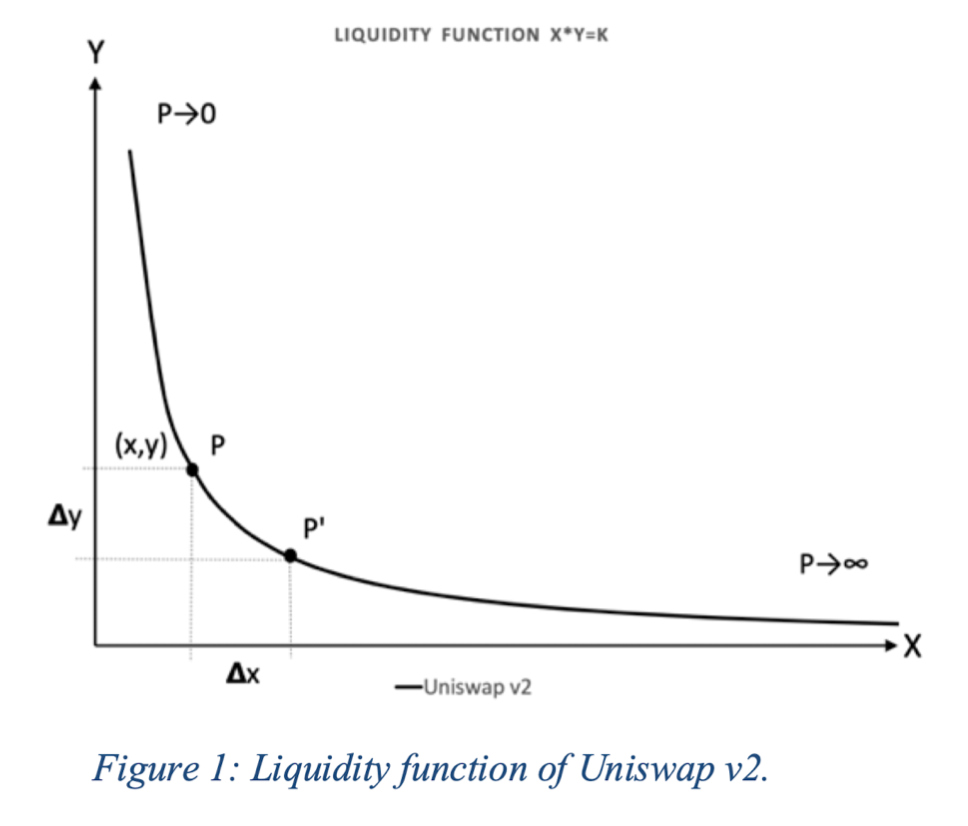 LIQUIDITY FUNCTION X*Y=K
Y
P→0
(x,y) P
Δy
P'
P→∞
X
Δx
Uniswap v2
Figure 1: Liquidity function of Uniswap v2.